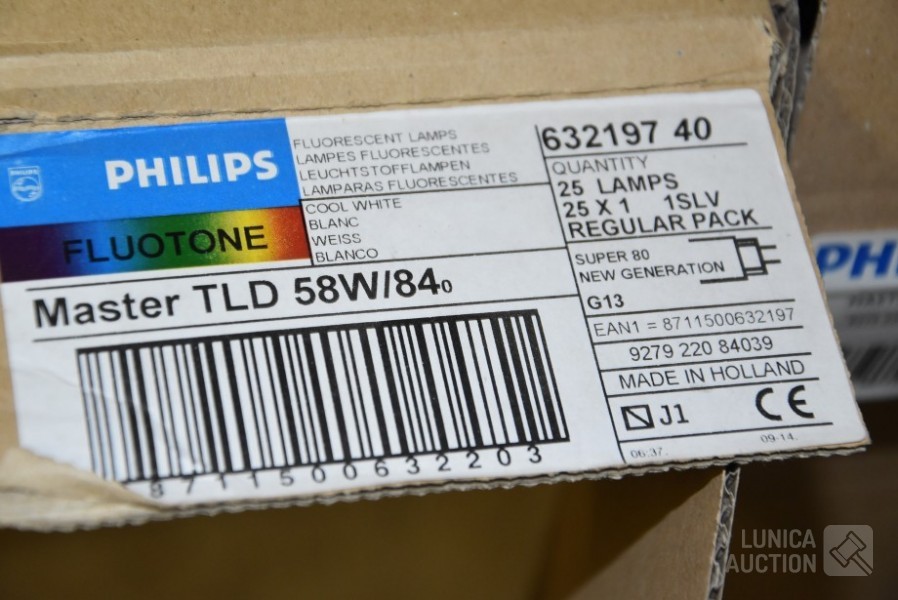 PHILIPS
FLUOTONE
FLUORESCENT LAMPS
LAMPES FLUORESCENTES
LEUCHTSTOFFLAMPEN
LAMPARAS FLUORESCENTES
COOL WHITE
BLANC
WEISS
BLANCO
Master TLD 58W/840
8711500632203
632197 40
QUANTITY
25 LAMPS
25 X 1 1SLV
REGULAR PACK
SUPER 80
NEW GENERATION
G13
EAN1 = 8711500632197
9279 220 84039
MADE IN HOLLAND
J1 CE
06:37. 09-14.
PH
LUNICA
AUCTION